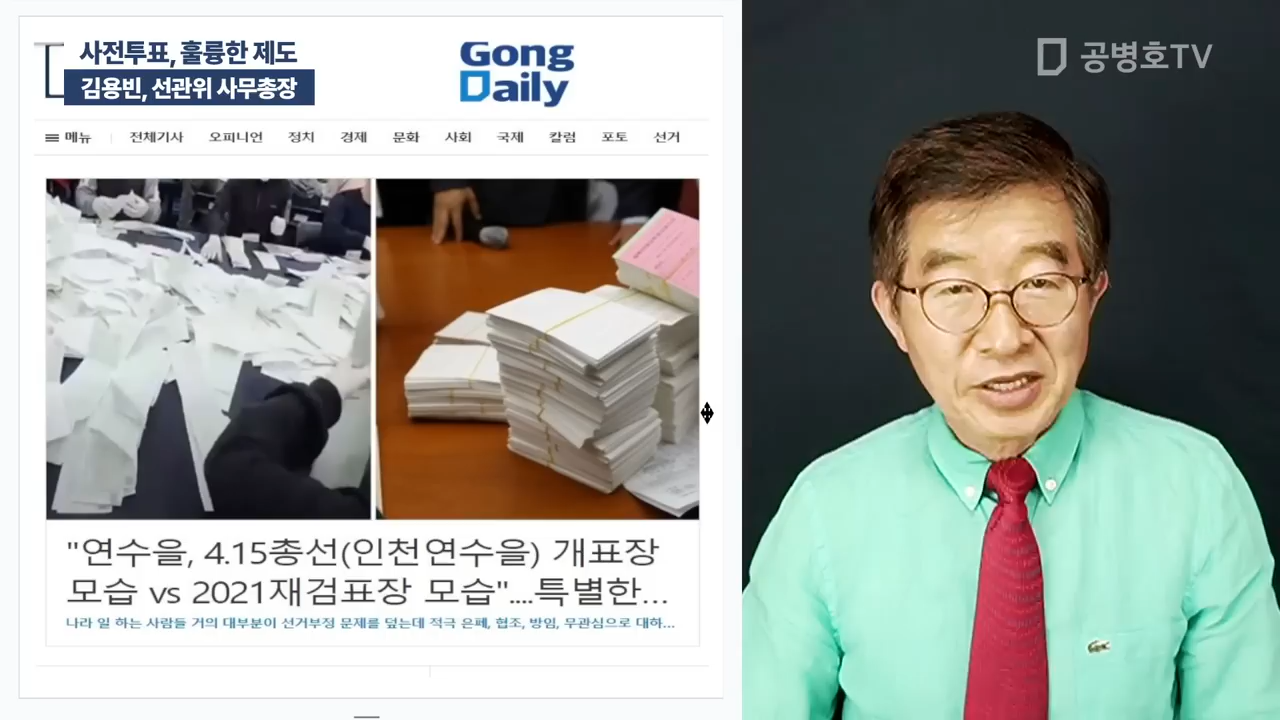 사전투표, 훌륭한 제도
김용빈, 선관위 사무총장
Gong
Daily
공병호TV
메뉴 전체기사 오피니언 정치 경제 문화 사회 국제 칼럼 포토 선거
"연수을, 4.15총선(인천연수을) 개표장
모습 vs 2021재검표장 모습"....특별한...
나라 일 하는 사람들 거의 대부분이 선거부정 문제를 덮는데 적극 은폐, 협조, 방임, 무관심으로 대하...